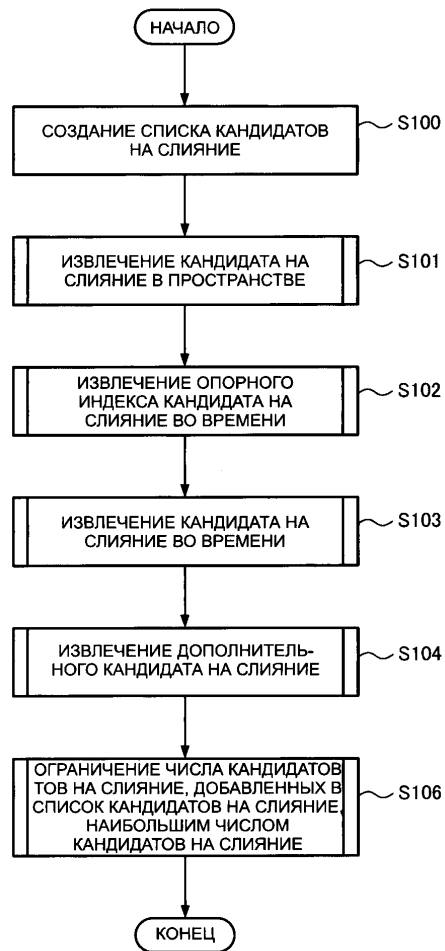 НАЧАЛО
СОЗДАНИЕ СПИСКА КАНДИДАТОВ
НА СЛИЯНИЕ
S100
ИЗВЛЕЧЕНИЕ КАНДИДАТА НА
СЛИЯНИЕ В ПРОСТРАНСТВЕ
S101
ИЗВЛЕЧЕНИЕ ОПОРНОГО
ИНДЕКСА КАНДИДАТА НА
СЛИЯНИЕ ВО ВРЕМЕНИ
S102
ИЗВЛЕЧЕНИЕ КАНДИДАТА НА
СЛИЯНИЕ ВО ВРЕМЕНИ
S103
ИЗВЛЕЧЕНИЕ ДОПОЛНИТЕЛЬ-
НОГО КАНДИДАТА НА СЛИЯНИЕ
S104
ОГРАНИЧЕНИЕ ЧИСЛА КАНДИДАТОВ
ТОВ НА СЛИЯНИЕ, ДОБАВЛЕННЫХ В
СПИСОК КАНДИДАТОВ НА СЛИЯНИЕ,
НАИБОЛЬШИМ ЧИСЛОМ
КАНДИДАТОВ НА СЛИЯНИЕ
S106
КОНЕЦ